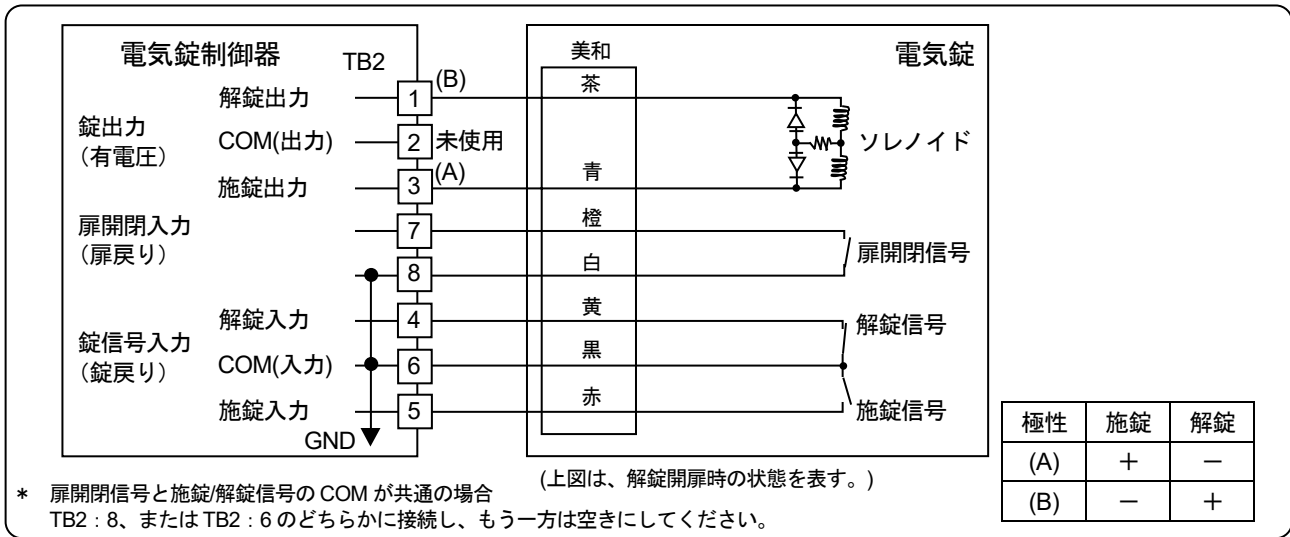 電気錠制御器
TB2
美和
電気錠
解錠出力
1
(B)
茶
錠出力
（有電圧）
COM(出力)
2
未使用
ソレノイド
施錠出力
3
(A)
青
扉開閉入力
（扉戻り）
7
橙
扉開閉信号
8
白
解錠入力
4
黄
解錠信号
錠信号入力
（錠戻り）
COM(入力)
6
黒
施錠入力
5
赤
施錠信号
GND
(上図は、解錠開扉時の状態を表す。)
極性 施錠 解錠
(A) ＋ －
(B) － ＋
* 扉開閉信号と施錠/解錠信号の COM が共通の場合
TB2：8、または TB2：6 のどちらかに接続し、もう一方は空きにしてください。